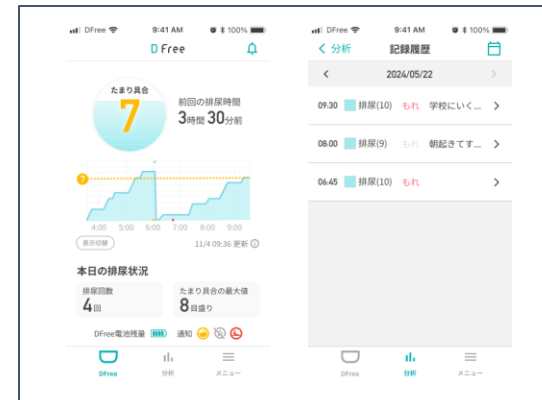 DFree 9:41 AM 100%
D Free
たまり具合
7
前回の排尿時間
3時間 30分前
7
4:00 5:00 6:00 7:00 8:00 9:00
表示切替
11/4 09:36 更新
本日の排尿状況
排尿回数
4回
たまり具合の最大値
8目盛り
DFree電池残量 通知
DFree 分析 メニュー
DFree 9:41 AM 100%
分析 記録履歴
2024/05/22
09:30 排尿(10) もれ 学校にいく...
08:00 排尿(9) もれ 朝起きてす...
06:45 排尿(10) もれ
DFree 分析 メニュー